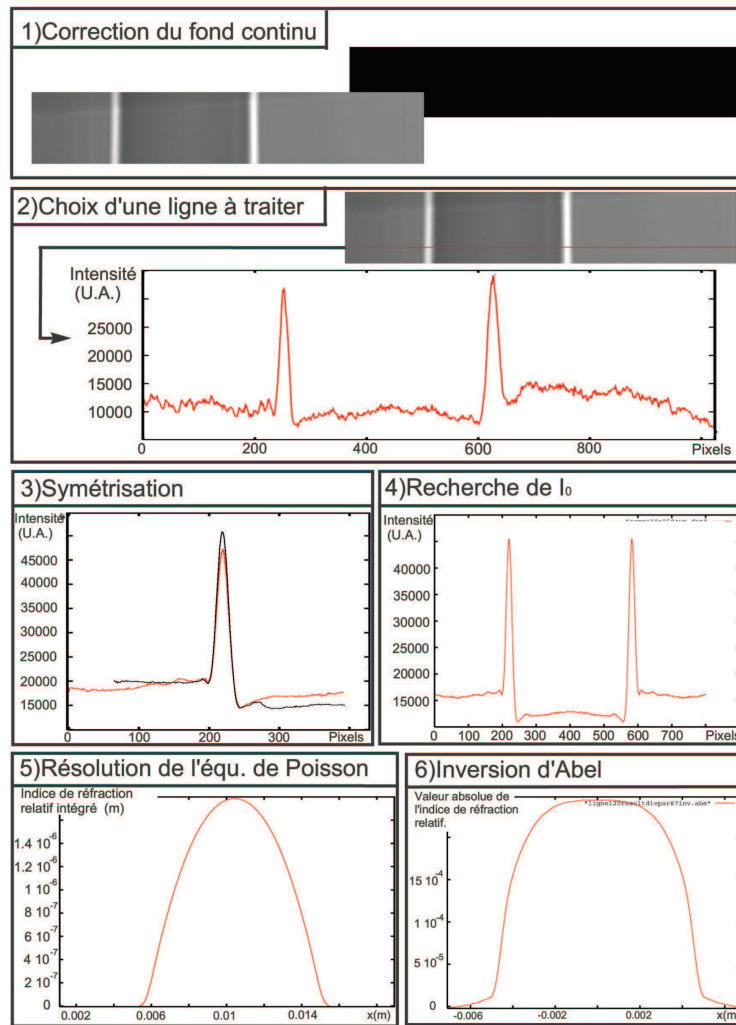 1)Correction du fond continu
2)Choix d'une ligne à traiter
Intensité
(U.A.)
25000
20000
15000
10000
0 200 400 600 800 Pixels
3)Symétrisation
Intensité
(U.A.)
45000
40000
35000
30000
25000
20000
15000
0 100 200 300 Pixels
4)Recherche de I₀
Intensité
(U.A.)
40000
35000
30000
25000
20000
15000
0 100 200 300 400 500 600 700 Pixels
5)Résolution de l'équ. de Poisson
Indice de réfraction
relatif intégré (m)
1.4 10⁻⁶
1.2 10⁻⁶
1 10⁻⁶
8 10⁻⁷
6 10⁻⁷
4 10⁻⁷
2 10⁻⁷
0
0.002 0.006 0.01 0.014 x(m)
6)Inversion d'Abel
Valeur absolue de
l'indice de réfraction
relatif.
15 10⁻⁴
1 10⁻⁴
5 10⁻⁵
0
-0.006 -0.002 0.002 x(m)